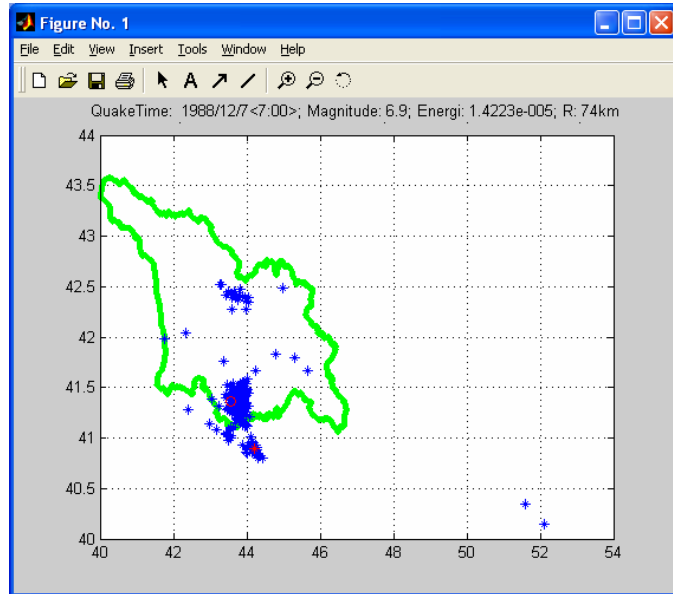 Figure No. 1
File Edit View Insert Tools Window Help
A
QuakeTime: 1988/12/7<7:00>; Magnitude: 6.9; Energi: 1.4223e-005; R: 74km
44
43.5
43
42.5
42
41.5
41
40.5
40
40 42 44 46 48 50 52 54